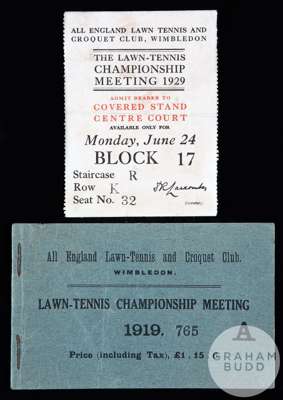 ALL ENGLAND LAWN TENNIS AND
CROQUET CLUB, WIMBLEDON.
THE LAWN-TENNIS
CHAMPIONSHIP
MEETING 1929
ADMIT BEARER TO
COVERED STAND
CENTRE COURT
AVAILABLE ONLY FOR
Monday, June 24
BLOCK 17
Staircase R
Row K
Seat No. 32
All England Lawn-Tennis and Croquet Club.
WIMBLEDON.
LAWN-TENNIS CHAMPIONSHIP MEETING
1919. 765 A
Price (including Tax), £1 . 15
GRAHAM
BUDD